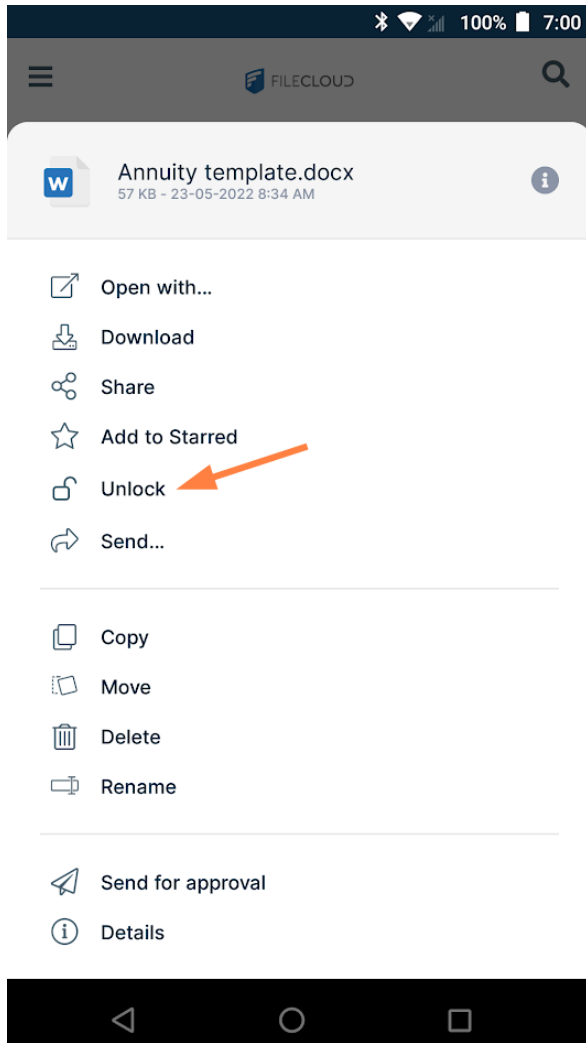 100% 7:00
FILECLOUD
W
Annuity template.docx
57 KB - 23-05-2022 8:34 AM
Open with...
Download
Share
Add to Starred
Unlock
Send...
Copy
Move
Delete
Rename
Send for approval
Details